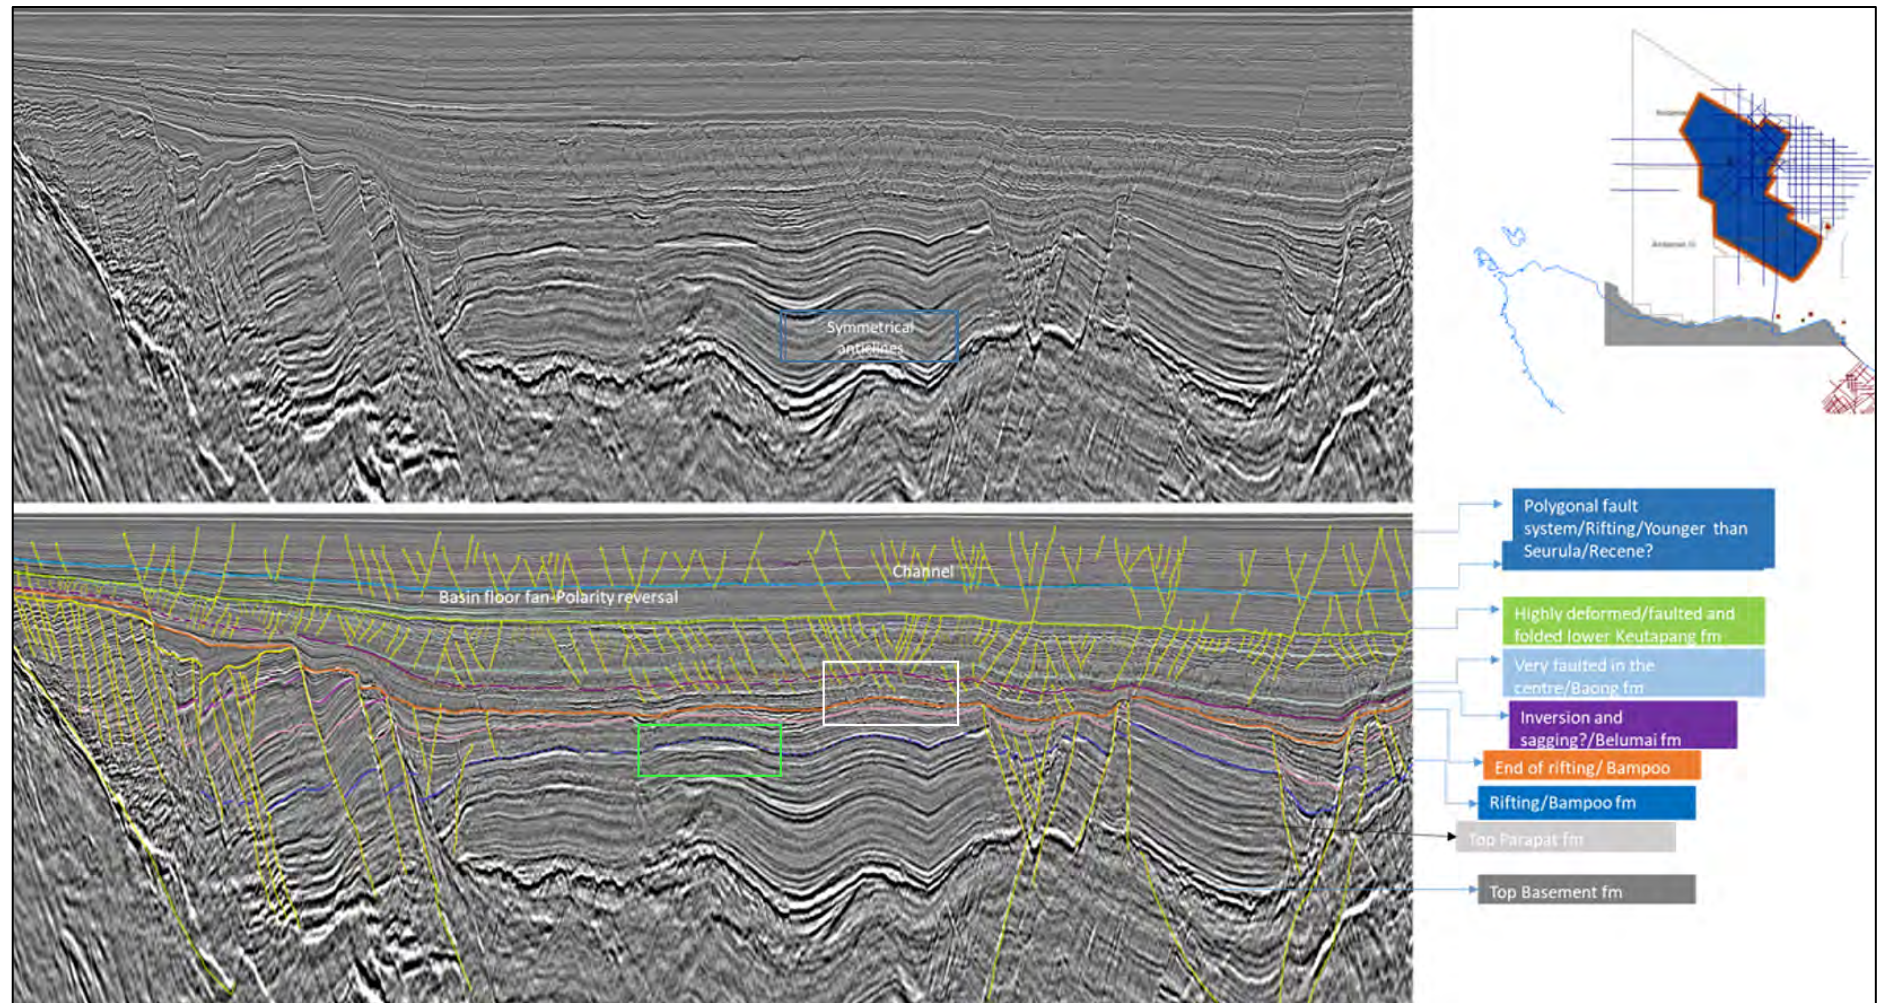 Symmetrical
anticlines
Channel
Basin floor fan-Polarity reversal
Polygonal fault
system/Rifting/Younger than
Seurula/Recene?
Highly deformed/faulted and
folded lower Keutapang fm
Very faulted in the
centre/Baong fm
Inversion and
sagging?/Belumai fm
End of rifting/ Bampoo
Rifting/Bampoo fm
Top Parapat fm
Top Basement fm